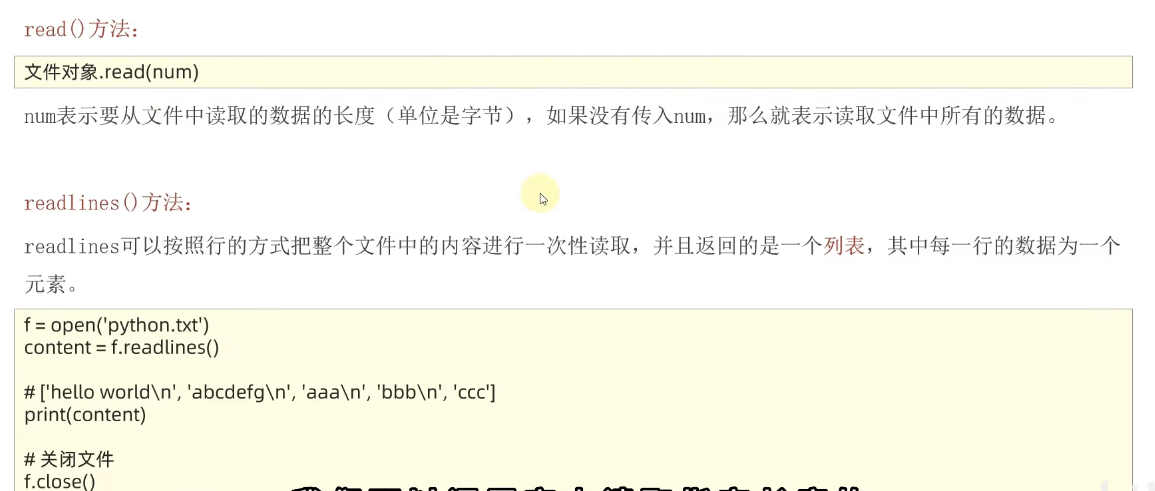 read()方法：
文件对象.read(num)
num表示要从文件中读取的数据的长度（单位是字节），如果没有传入num，那么就表示读取文件中所有的数据。
readlines()方法：
readlines可以按照行的方式把整个文件中的内容进行一次性读取，并且返回的是一个列表，其中每一行的数据为一个
元素。
f = open('python.txt')
content = f.readlines()
# ['hello world\n', 'abcdefg\n', 'aaa\n', 'bbb\n', 'ccc']
print(content)
# 关闭文件
f.close()